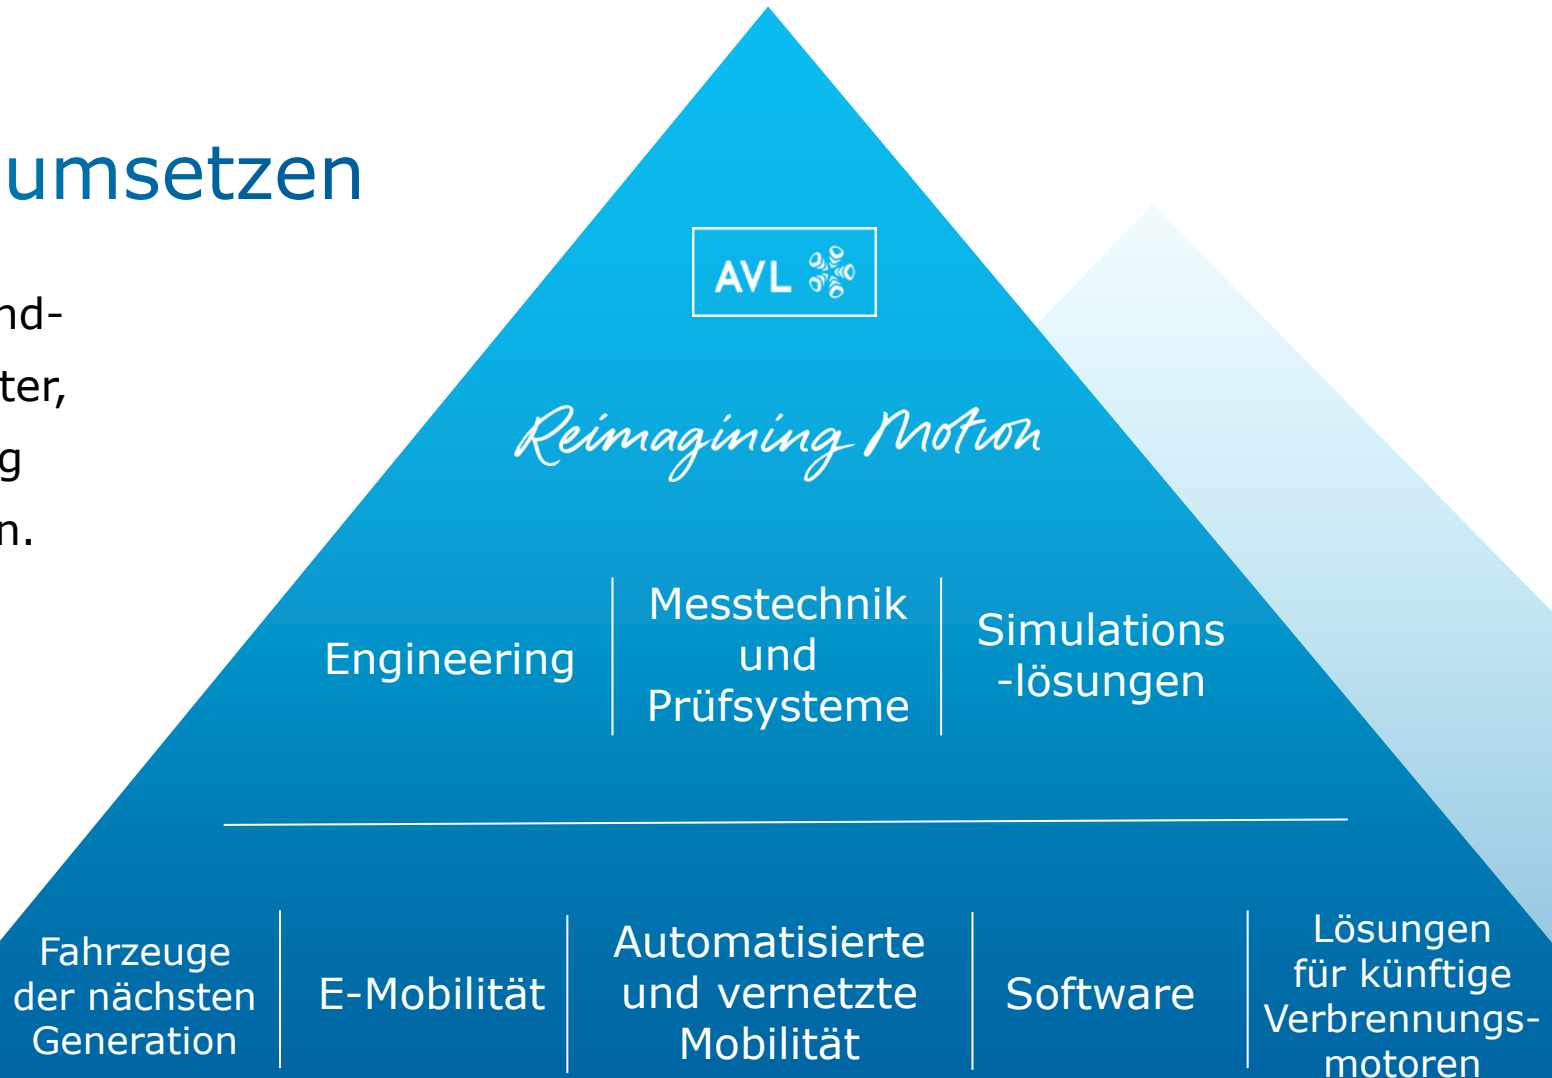 umsetzen
nd-
ter,
g
n.
AVL
Reimagining Motion
Engineering
Messtechnik
und
Prüfsysteme
Simulations
-lösungen
Fahrzeuge
der nächsten
Generation
E-Mobilität
Automatisierte
und vernetzte
Mobilität
Software
Lösungen
für künftige
Verbrennungs-
motoren